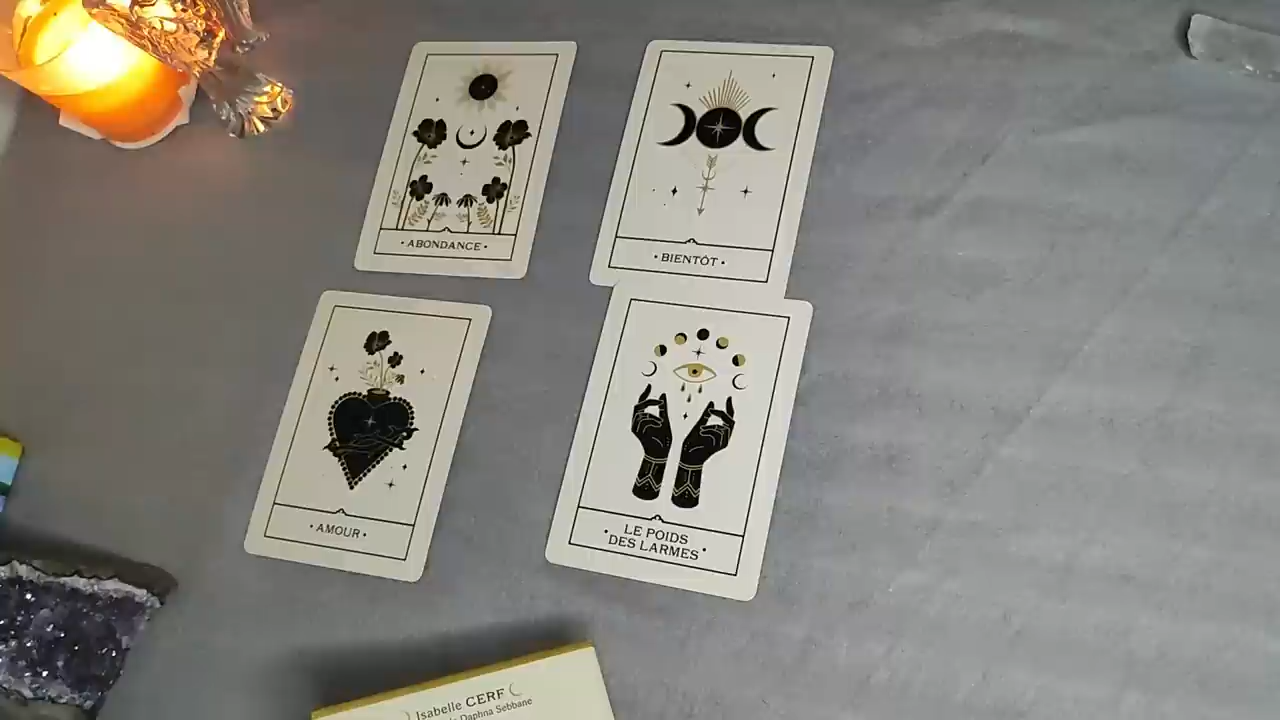 · ABONDANCE ·
· BIENTÔT ·
· AMOUR ·
· LE POIDS
DES LARMES ·
Isabelle CERF
Daphna Sebbane